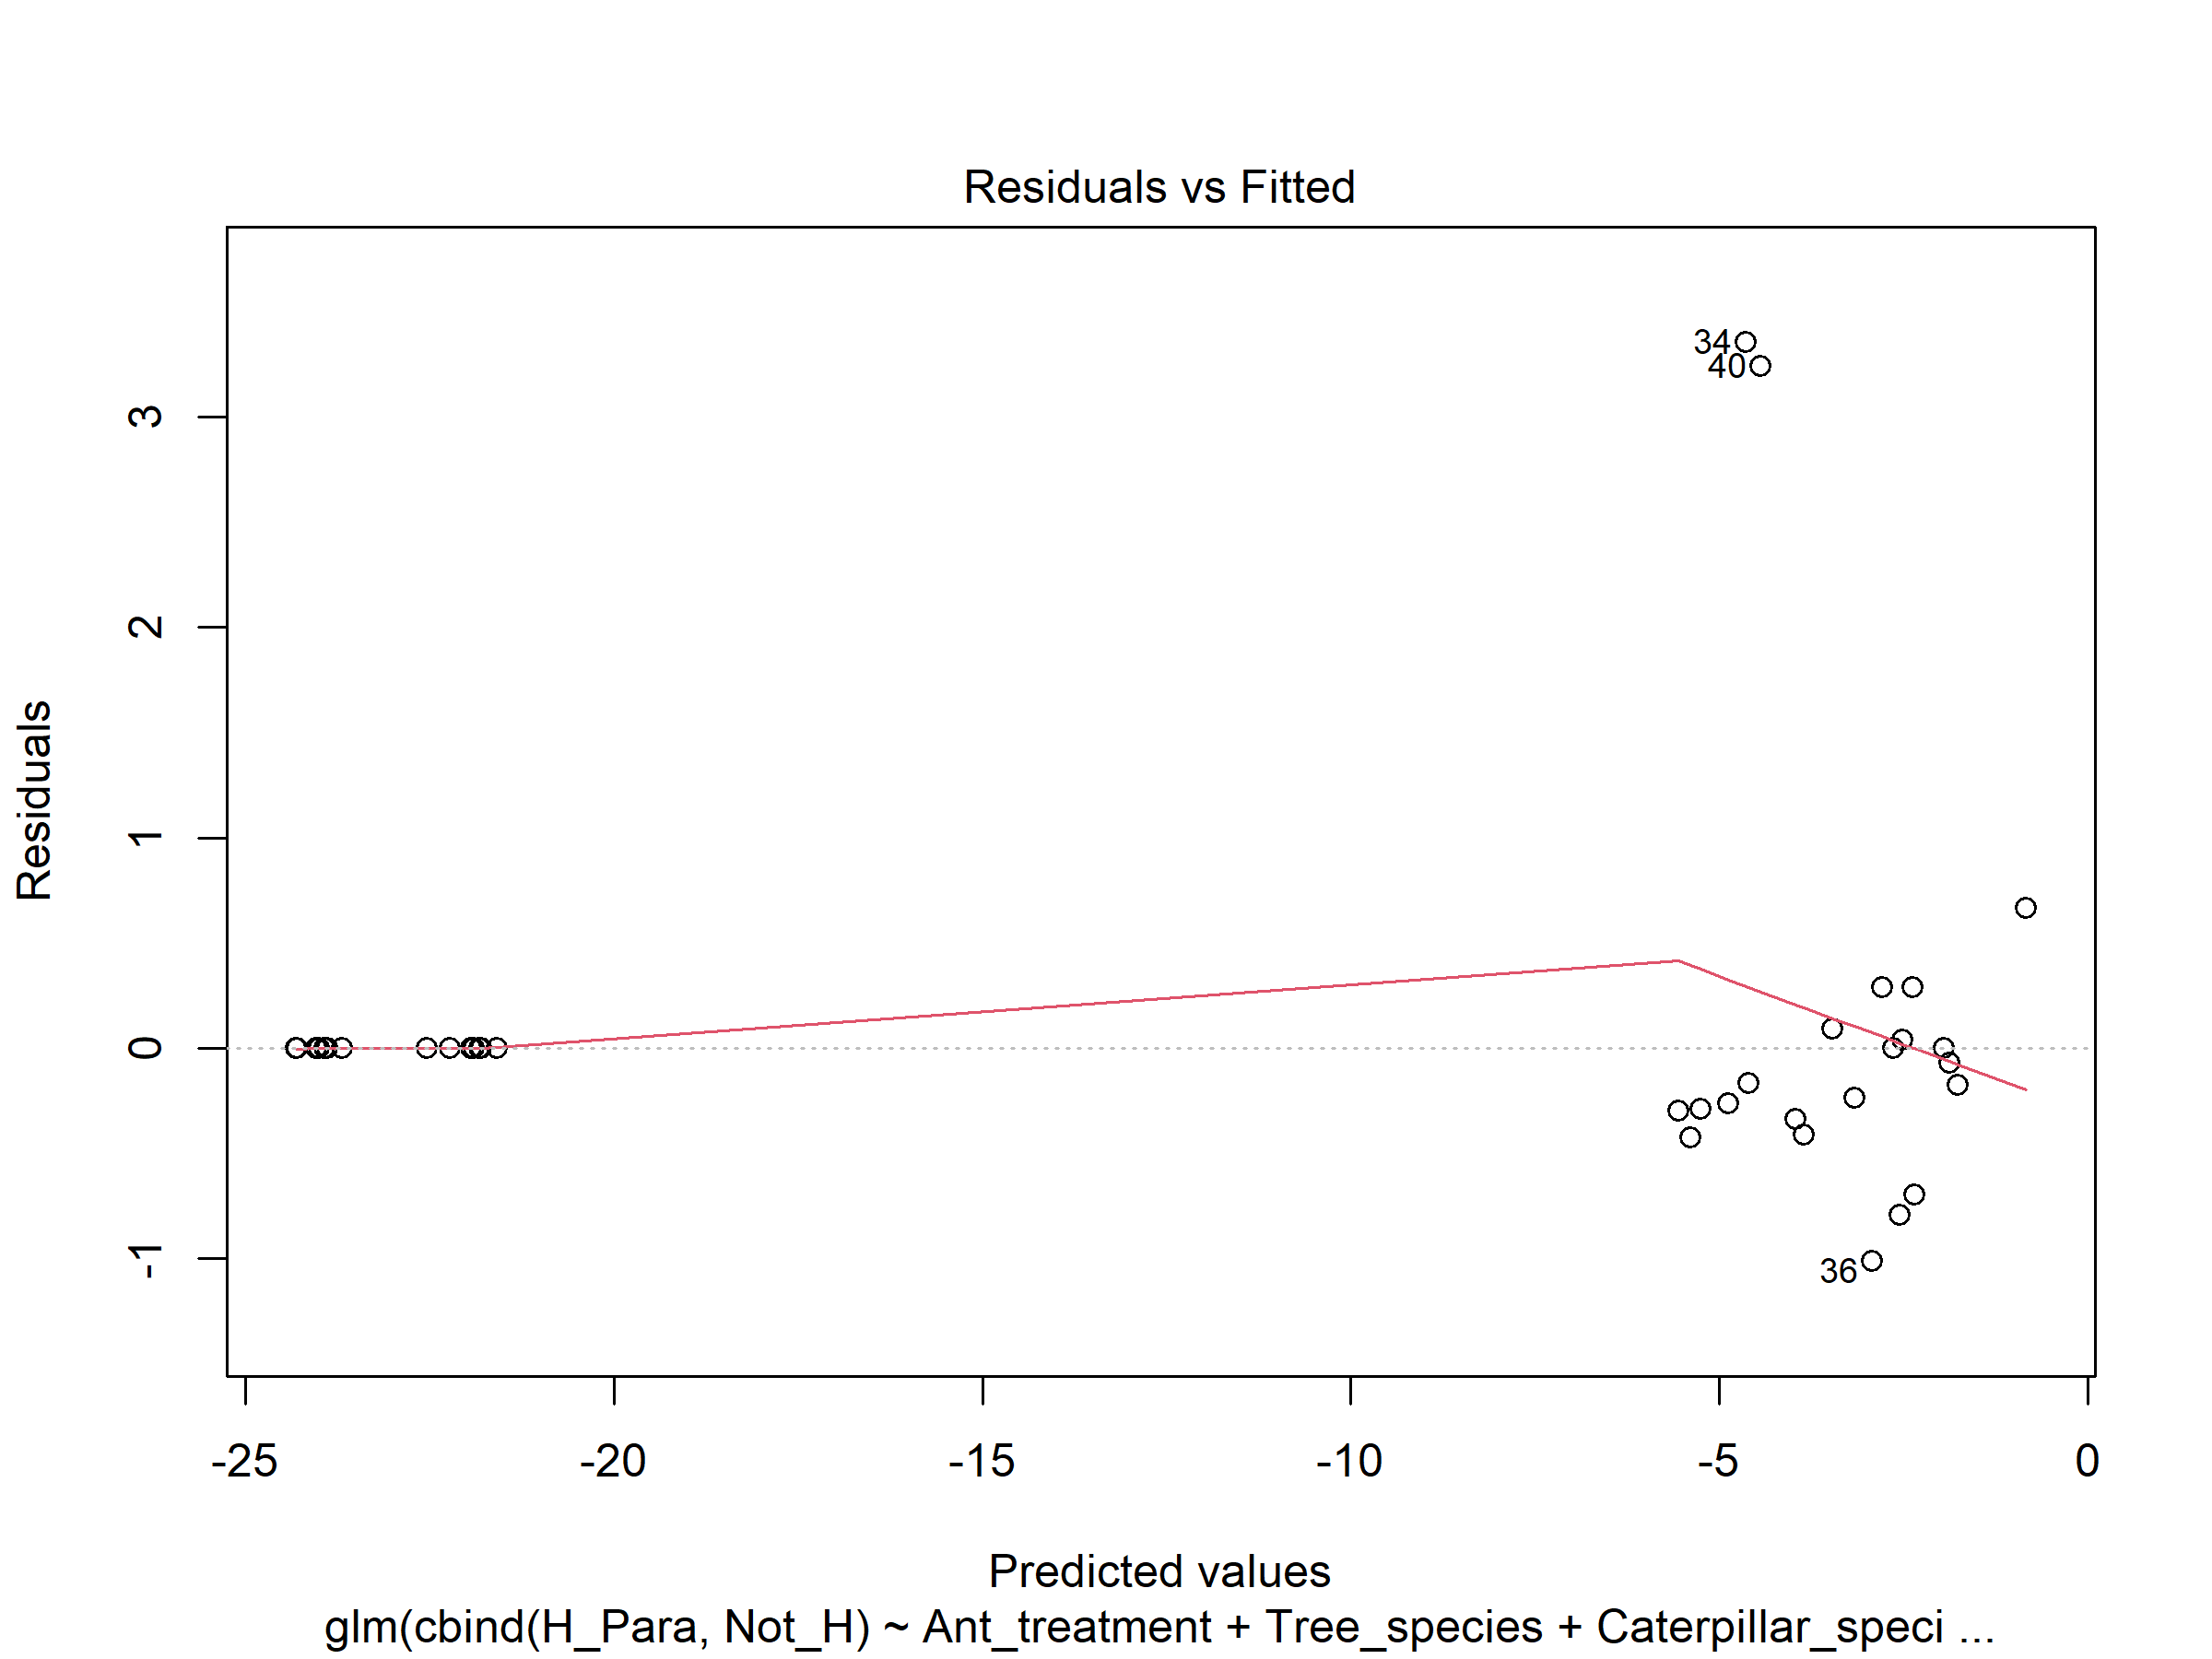 Residuals vs Fitted
34
40
36
Residuals
3
2
1
0
-1
-25 -20 -15 -10 -5 0
Predicted values
glm(cbind(H_Para, Not_H) ~ Ant_treatment + Tree_species + Caterpillar_speci ...